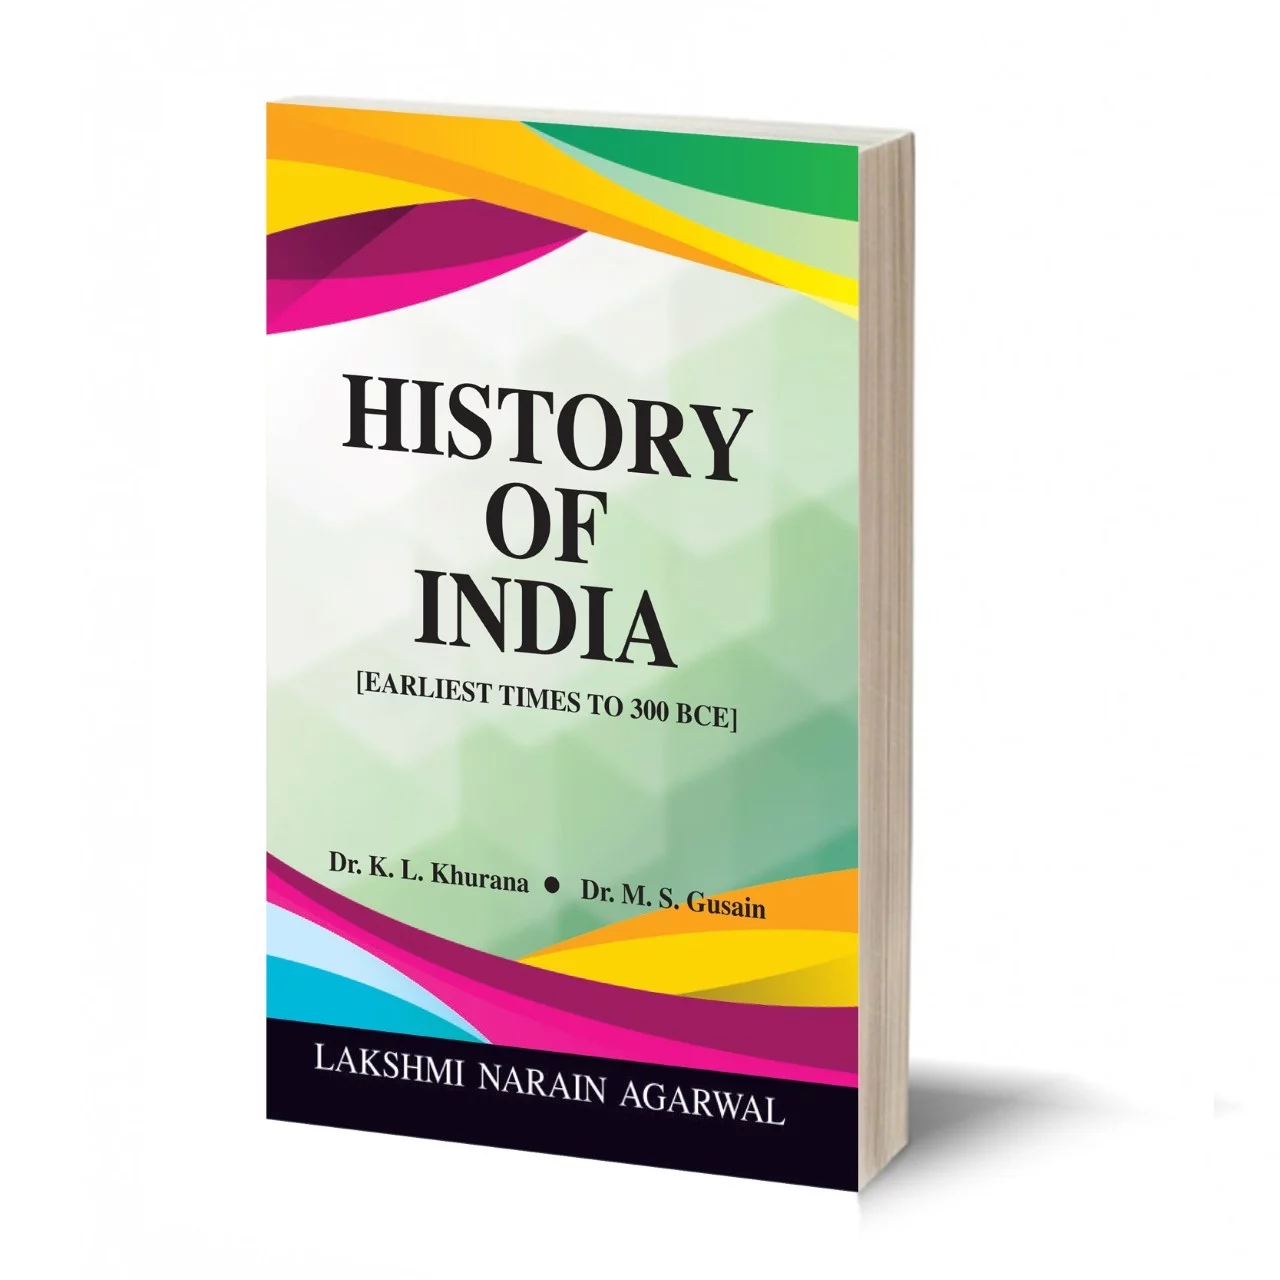 HISTORY
OF
INDIA
[EARLIEST TIMES TO 300 BCE]
Dr. K. L. Khurana ● Dr. M. S. Gusain
LAKSHMI NARAIN AGARWAL